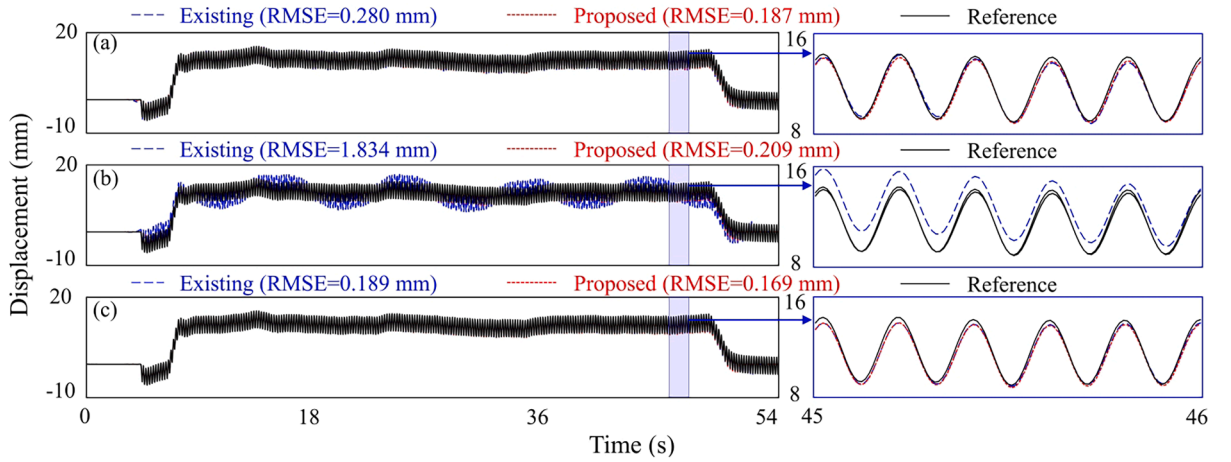 Existing (RMSE=0.280 mm) Proposed (RMSE=0.187 mm) Reference
20 (a) 16
-10 8
Existing (RMSE=1.834 mm) Proposed (RMSE=0.209 mm) Reference
20 (b) 16
-10 8
Existing (RMSE=0.189 mm) Proposed (RMSE=0.169 mm) Reference
20 (c) 16
-10 8
Displacement (mm)
0 18 36 54 45 46
Time (s)